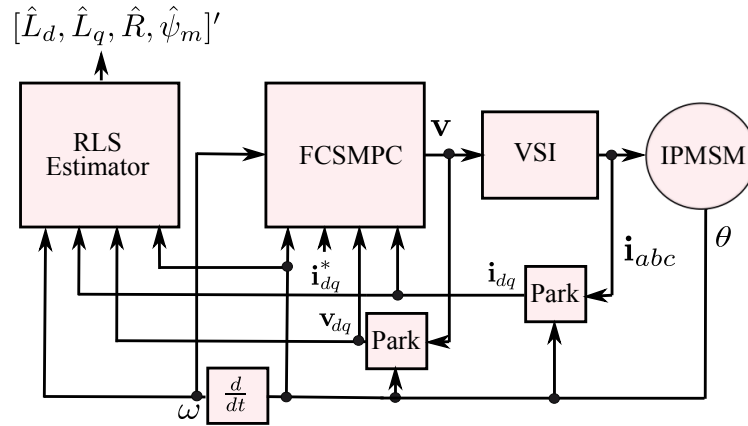 [L̂_d, L̂_q, R̂, ψ̂_m]′
RLS
Estimator
FCSMPC
v
VSI
IPMSM
θ
i_abc
i*_dq
i_dq
Park
v_dq
Park
ω
d/dt